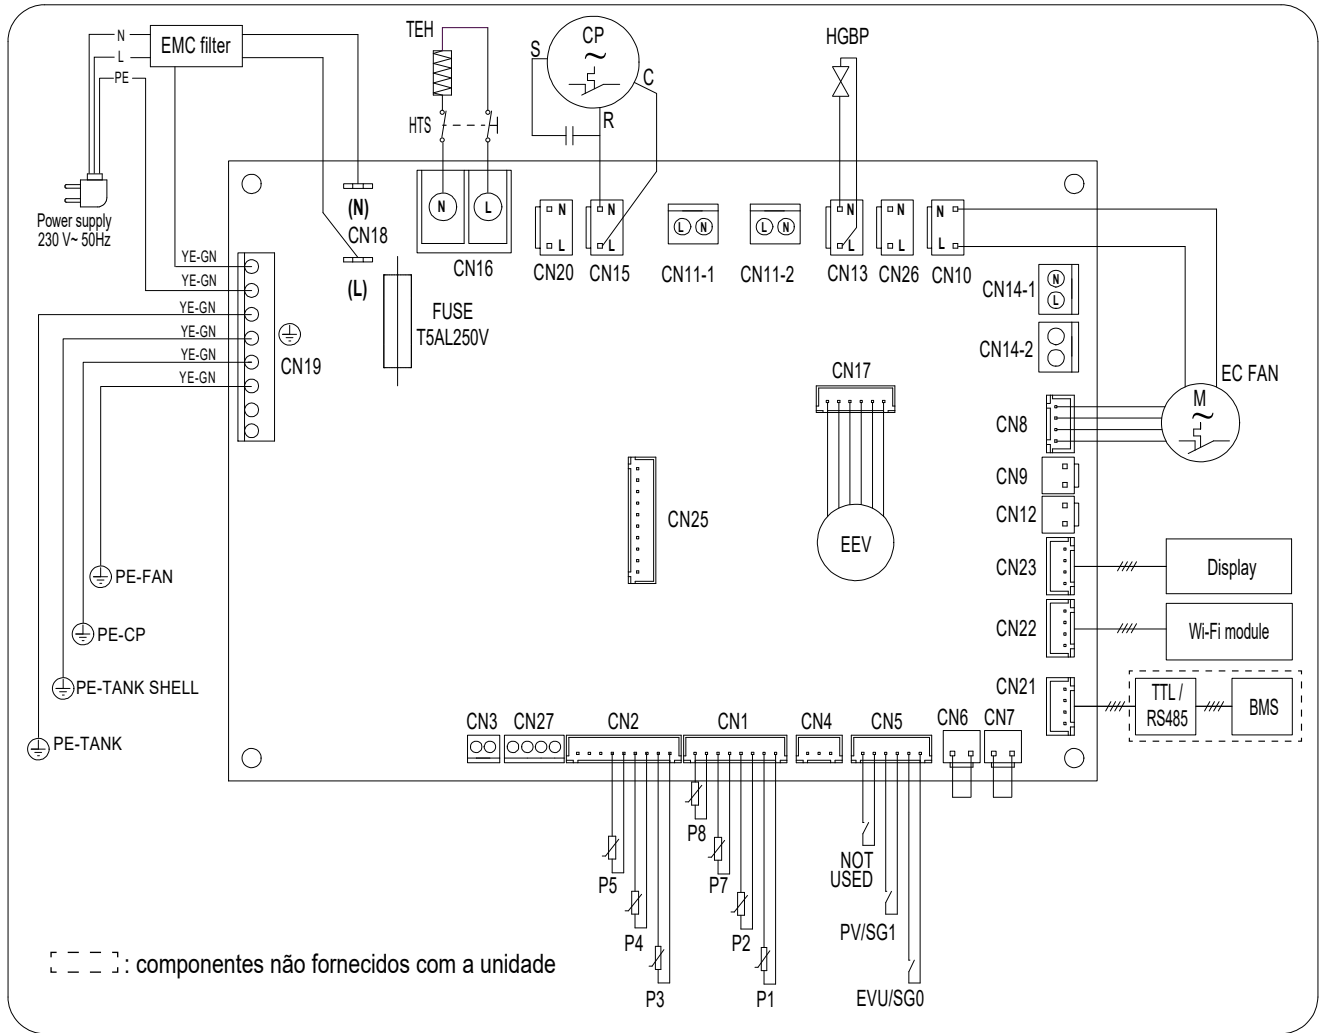 N
L
PE
EMC filter
TEH
HTS
S
CP
~
C
R
HGBP
Power supply
230 V~ 50Hz
(N)
CN18
(L)
N
L
CN16
N
L
CN20
N
L
CN15
L N
CN11-1
L N
CN11-2
N
L
CN13
N
L
CN26
N
L
CN10
YE-GN
YE-GN
YE-GN
YE-GN
YE-GN
YE-GN
CN19
FUSE
T5AL250V
N
L
CN14-1
CN14-2
EC FAN
M
~
CN17
CN8
CN9
CN12
CN25
EEV
CN23
Display
CN22
Wi-Fi module
CN21
TTL /
RS485
BMS
PE-FAN
PE-CP
PE-TANK SHELL
PE-TANK
CN3
CN27
CN2
CN1
CN4
CN5
CN6
CN7
P8
P5
P7
P4
P2
P3
P1
NOT
USED
PV/SG1
EVU/SG0
: componentes não fornecidos com a unidade